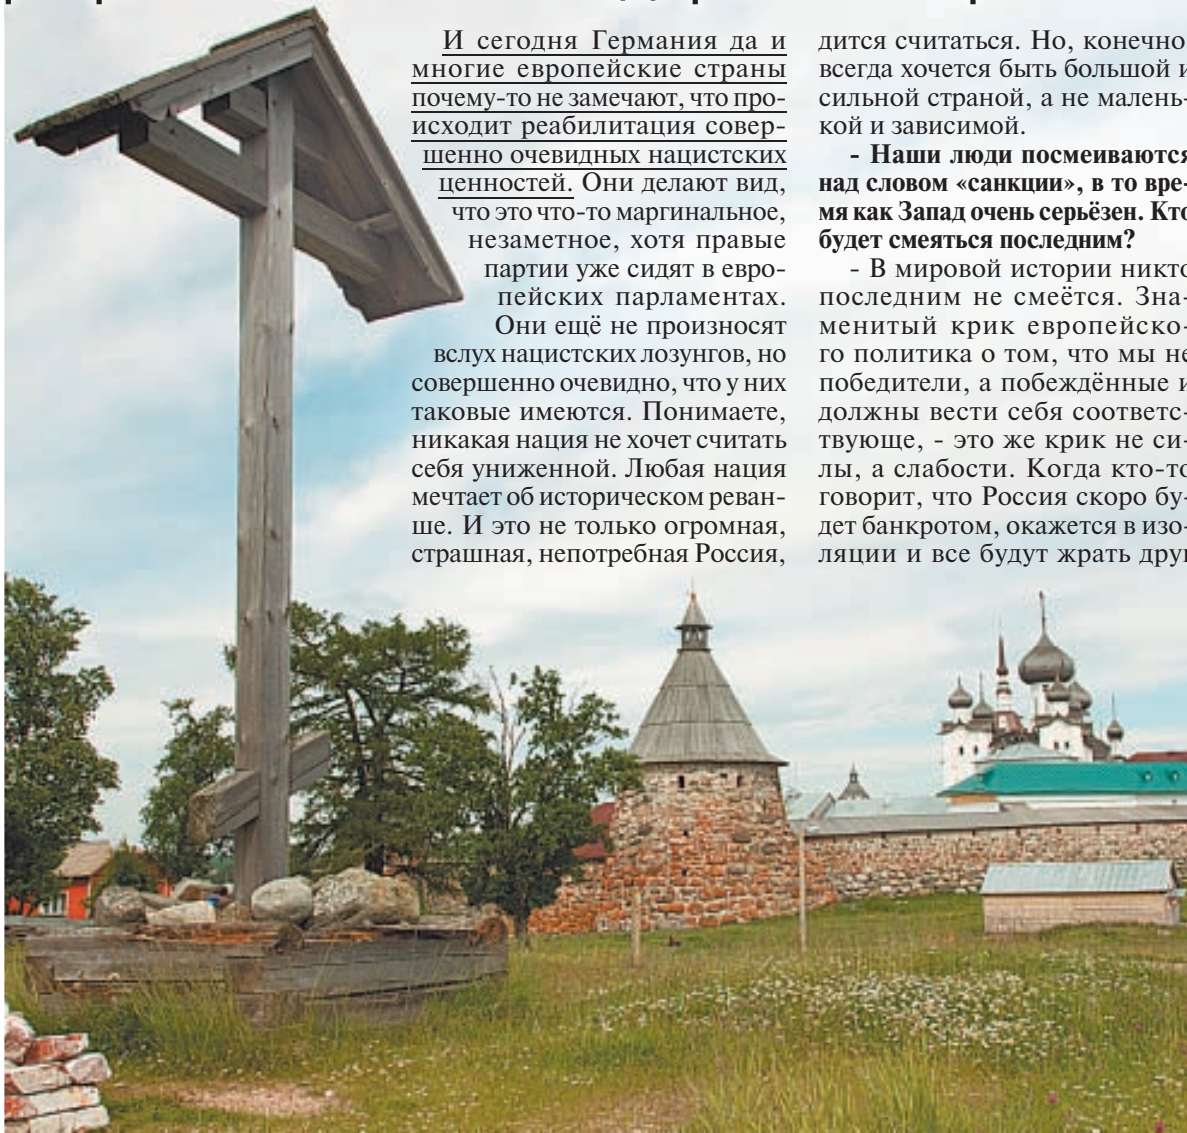 И сегодня Германия да и
многие европейские страны
почему-то не замечают, что про-
исходит реабилитация совер-
шенно очевидных нацистских
ценностей. Они делают вид,
что это что-то маргинальное,
незаметное, хотя правые
партии уже сидят в евро-
пейских парламентах.
Они ещё не произносят
вслух нацистских лозунгов, но
совершенно очевидно, что у них
таковые имеются. Понимаете,
никакая нация не хочет считать
себя униженной. Любая нация
мечтает об историческом реван-
ше. И это не только огромная,
страшная, непотребная Россия,
дится считаться. Но, конечно
всегда хочется быть большой и
сильной страной, а не малень-
кой и зависимой.
- Наши люди посмеиваются
над словом «санкции», в то вре-
мя как Запад очень серьёзен. Кто
будет смеяться последним?
- В мировой истории никто
последним не смеётся. Зна-
менитый крик европейско-
го политика о том, что мы не
победители, а побеждённые и
должны вести себя соответс-
твующе, - это же крик не си-
лы, а слабости. Когда кто-то
говорит, что Россия скоро бу-
дет банкротом, окажется в изо-
ляции и все будут жрать друг